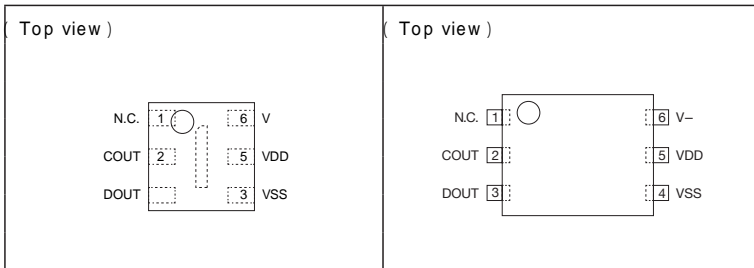 ( Top view ) ( Top view )
N.C. 1 6 V N.C. 1 6 V−
COUT 2 5 VDD COUT 2 5 VDD
DOUT 3 VSS DOUT 3 4 VSS